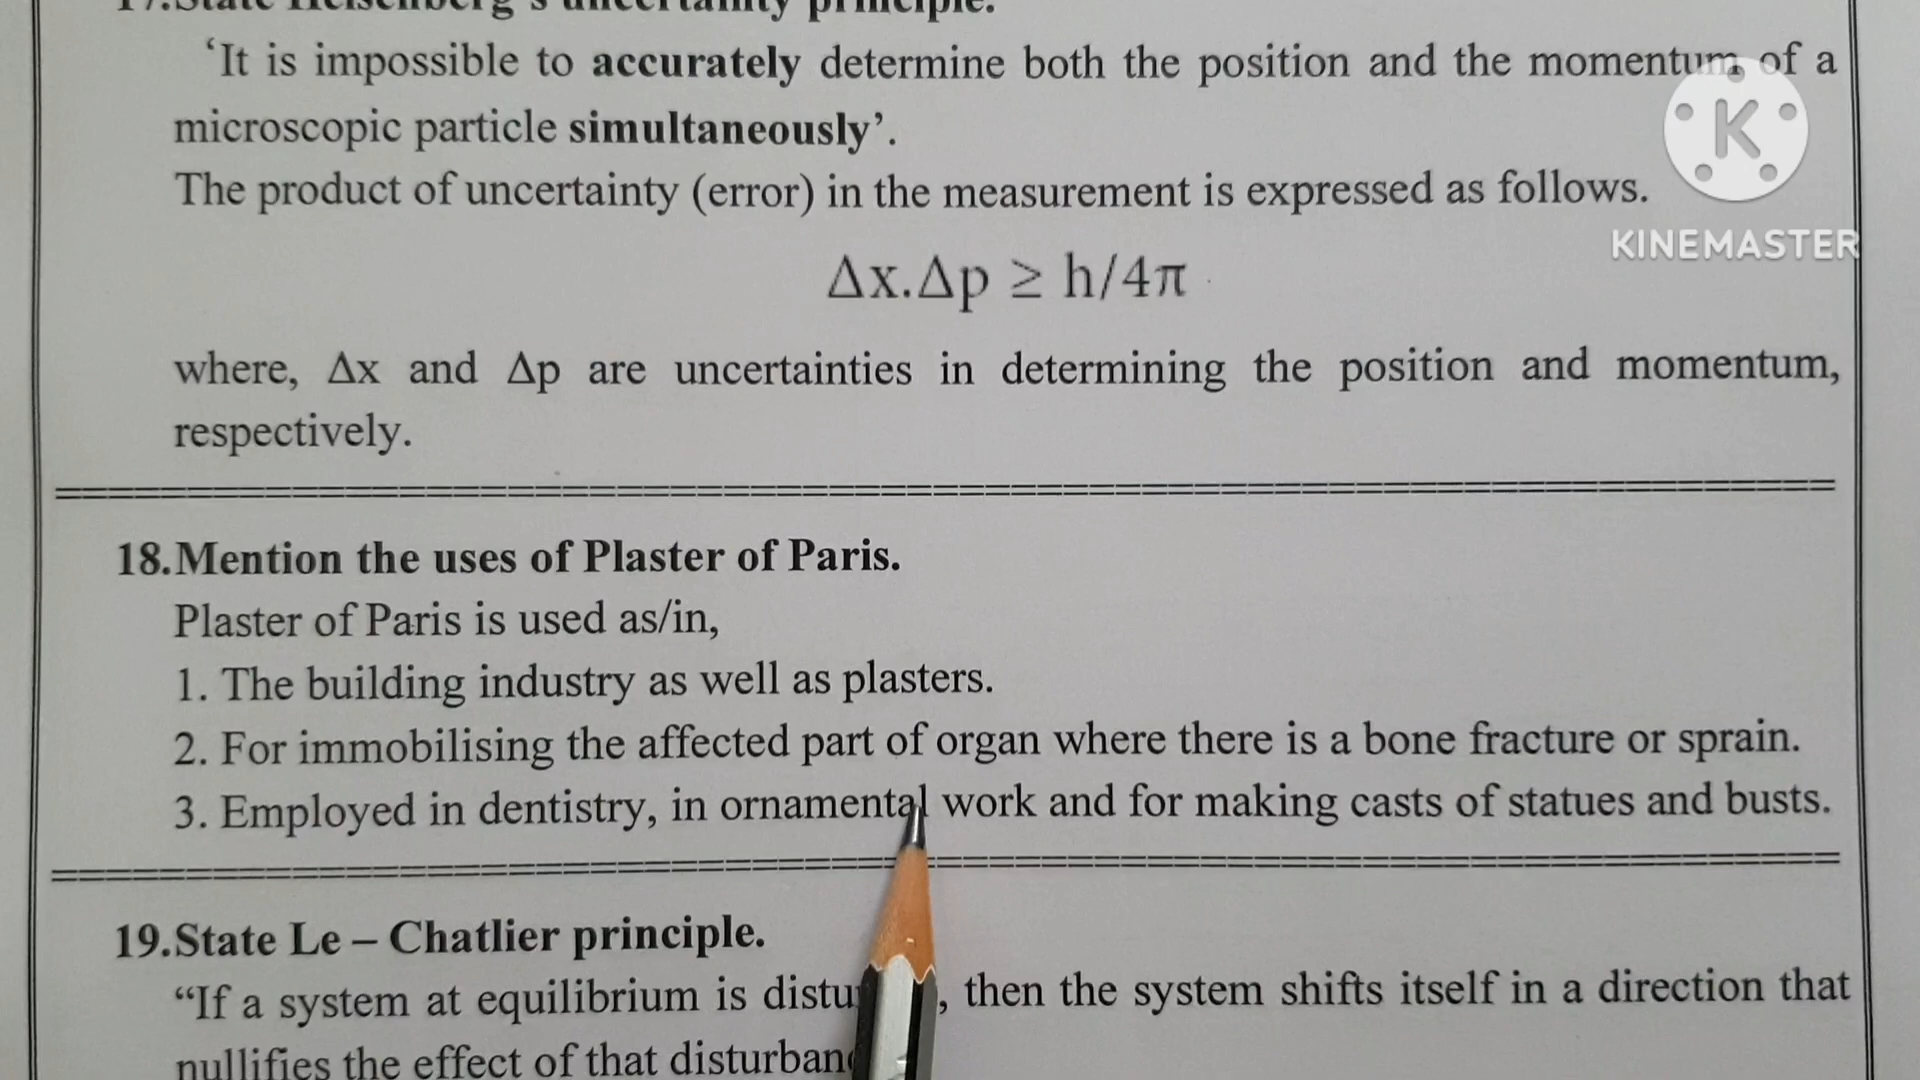 17.State Heisenberg's uncertainty principle.
‘It is impossible to accurately determine both the position and the momentum of a
microscopic particle simultaneously’.
The product of uncertainty (error) in the measurement is expressed as follows.
K
KINEMASTER
Δx.Δp ≥ h/4π
where, Δx and Δp are uncertainties in determining the position and momentum,
respectively.
18.Mention the uses of Plaster of Paris.
Plaster of Paris is used as/in,
1. The building industry as well as plasters.
2. For immobilising the affected part of organ where there is a bone fracture or sprain.
3. Employed in dentistry, in ornamental work and for making casts of statues and busts.
19.State Le – Chatlier principle.
“If a system at equilibrium is , then the system shifts itself in a direction that
nullifies the effect of that